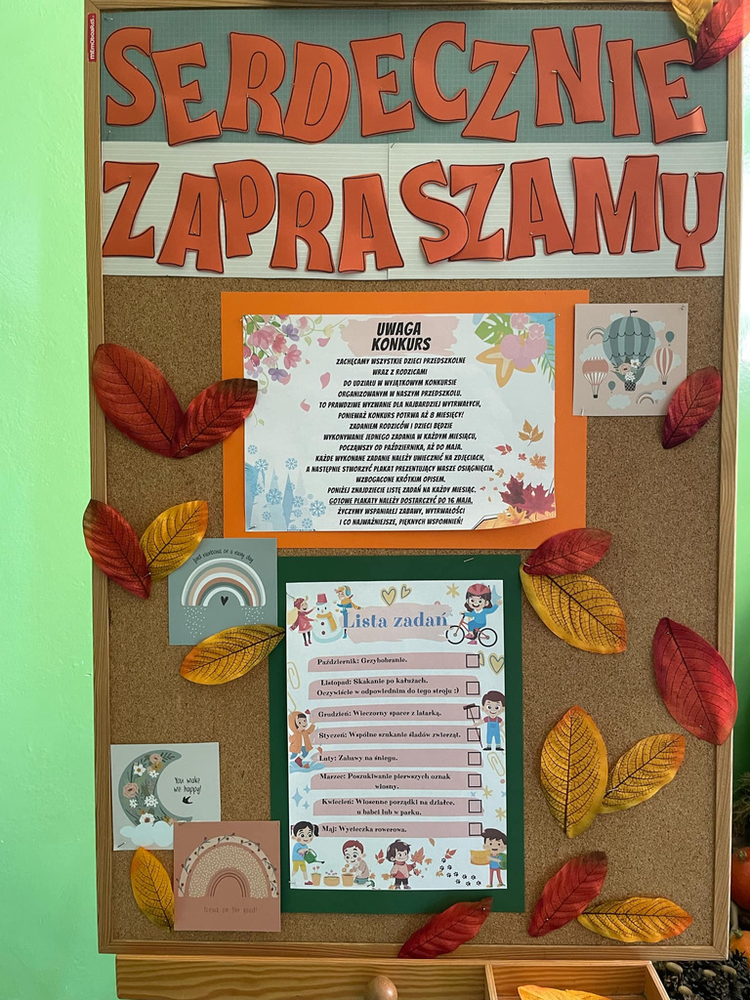 mEmoboards
SERDECZNIE
ZAPRASZAMY
UWAGA
KONKURS
ZACHĘCAMY WSZYSTKIE DZIECI PRZEDSZKOLNE
WRAZ Z RODZICAMI
DO UDZIAŁU W WYJĄTKOWYM KONKURSIE
ORGANIZOWANYM W NASZYM PRZEDSZKOLU.
TO PRAWDZIWE WYZWANIE DLA NAJBARDZIEJ WYTRWAŁYCH,
PONIEWAŻ KONKURS POTRWA AŻ 8 MIESIĘCY!
ZADANIEM RODZICÓW I DZIECI BĘDZIE
WYKONYWANIE JEDNEGO ZADANIA W KAŻDYM MIESIĄCU,
POCZĄWSZY OD PAŹDZIERNIKA, AŻ DO MAJA.
KAŻDE WYKONANE ZADANIE NALEŻY UWIECZNIĆ NA ZDJĘCIACH,
A NASTĘPNIE STWORZYĆ PLAKAT PREZENTUJĄCY WASZE OSIĄGNIĘCIA,
WZBOGACONE KRÓTKIM OPISEM.
PONIŻEJ ZNAJDZIECIE LISTĘ ZADAŃ NA KAŻDY MIESIĄC.
GOTOWE PLAKATY NALEŻY DOSTARCZYĆ DO 16 MAJA.
ŻYCZYMY WSPANIAŁEJ ZABAWY, WYTRWAŁOŚCI
I CO NAJWAŻNIEJSZE, PIĘKNYCH WSPOMNIEŃ!
Lista zadań
Październik: Grzybobranie.
Listopad: Skakanie po kałużach.
Oczywiście w odpowiednim do tego stroju :)
Grudzień: Wieczorny spacer z latarką.
Styczeń: Wspólne szukanie śladów zwierząt.
Luty: Zabawy na śniegu.
Marzec: Poszukiwanie pierwszych oznak
wiosny.
Kwiecień: Wiosenne porządki na działce,
u babci lub w parku.
Maj: Wycieczka rowerowa.
You make
me happy!